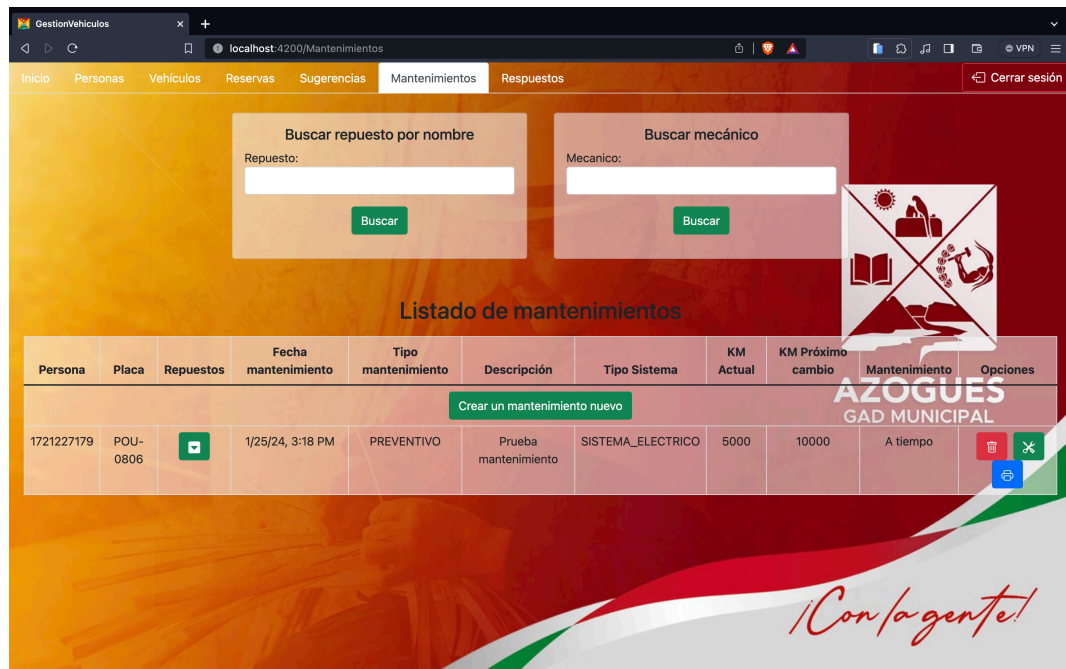 GestionVehiculos
localhost:4200/Mantenimientos
VPN
Inicio Personas Vehículos Reservas Sugerencias Mantenimientos Respuestos Cerrar sesión
Buscar repuesto por nombre
Repuesto:
Buscar
Buscar mecánico
Mecanico:
Buscar
Listado de mantenimientos
Persona Placa Repuestos Fecha mantenimiento Tipo mantenimiento Descripción Tipo Sistema KM Actual KM Próximo cambio Mantenimiento Opciones
Crear un mantenimiento nuevo
1721227179 POU-0806 1/25/24, 3:18 PM PREVENTIVO Prueba mantenimiento SISTEMA_ELECTRICO 5000 10000 A tiempo
AZOGUES
GAD MUNICIPAL
¡Con la gente!